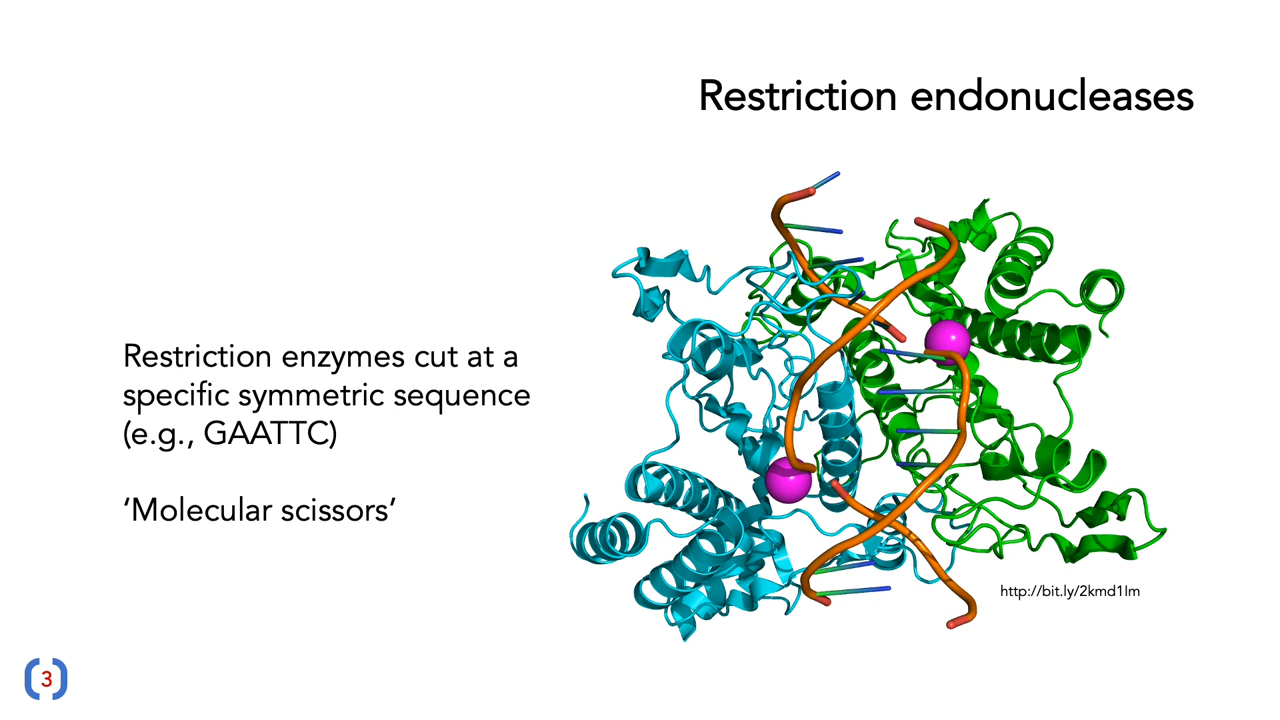 Restriction endonucleases
Restriction enzymes cut at a
specific symmetric sequence
(e.g., GAATTC)
‘Molecular scissors’
http://bit.ly/2kmd1lm
3